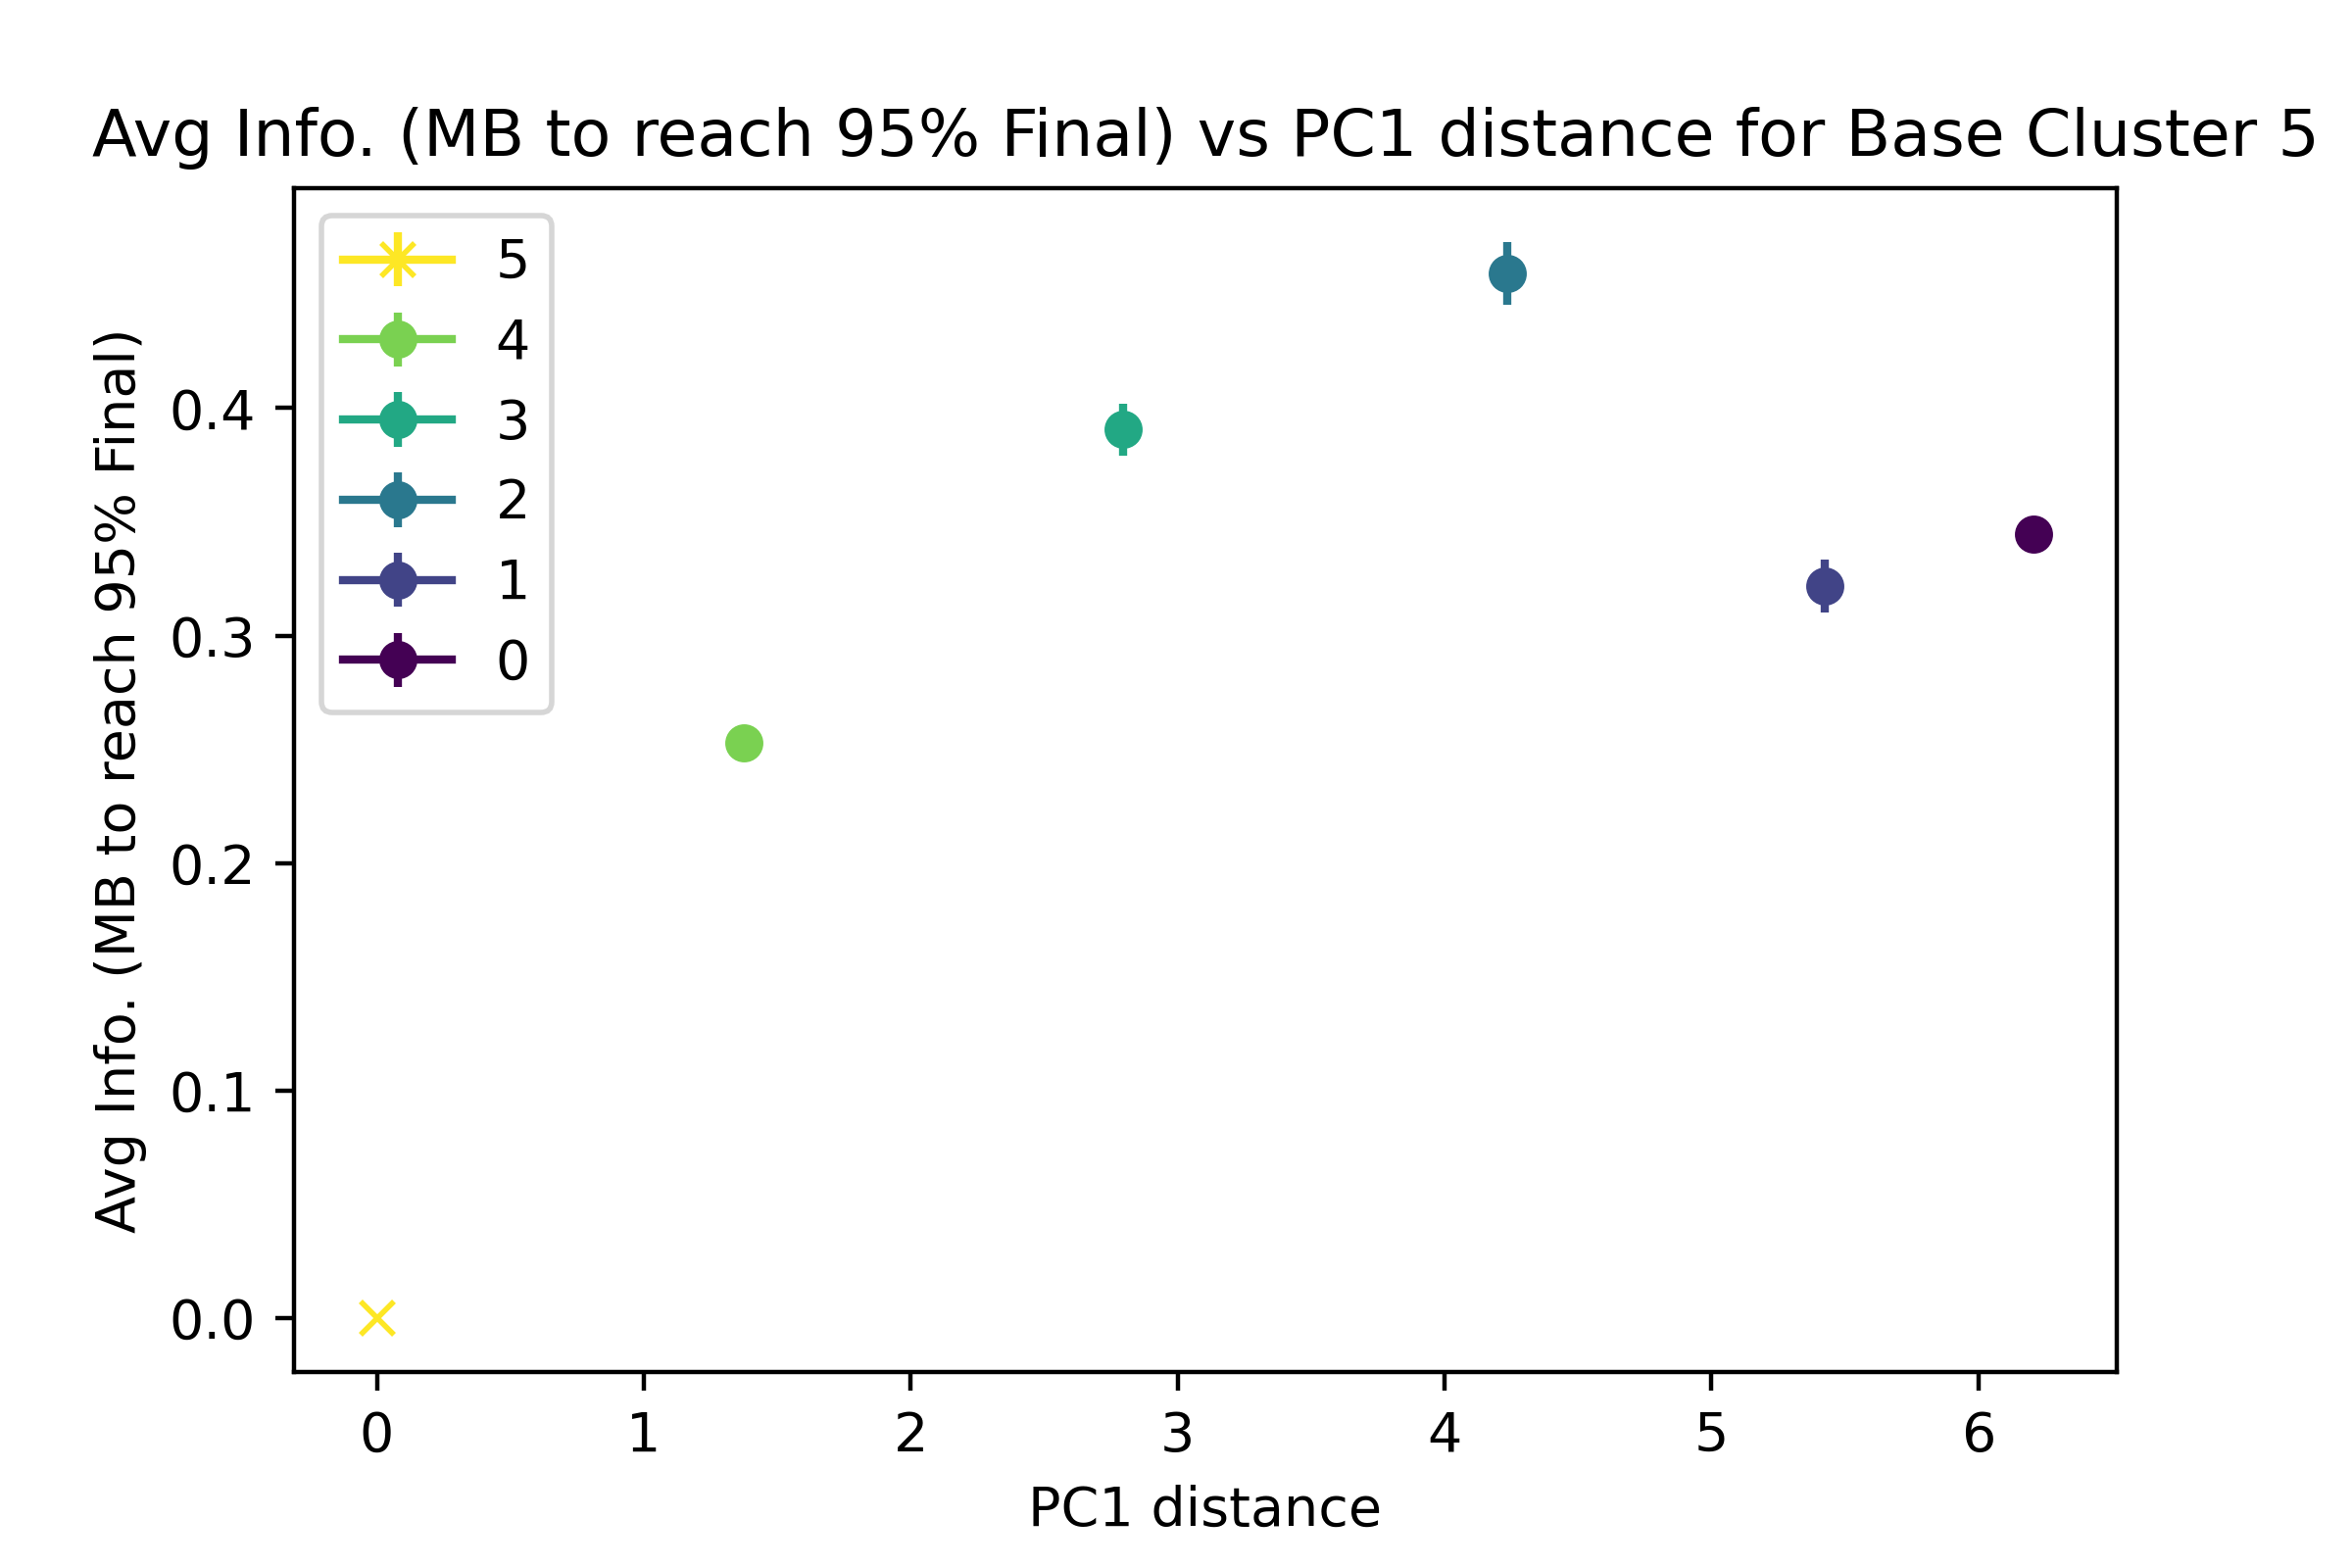 Avg Info. (MB to reach 95% Final) vs PC1 distance for Base Cluster 5
5
4
3
2
1
0
Avg Info. (MB to reach 95% Final)
0.4
0.3
0.2
0.1
0.0
0 1 2 3 4 5 6
PC1 distance